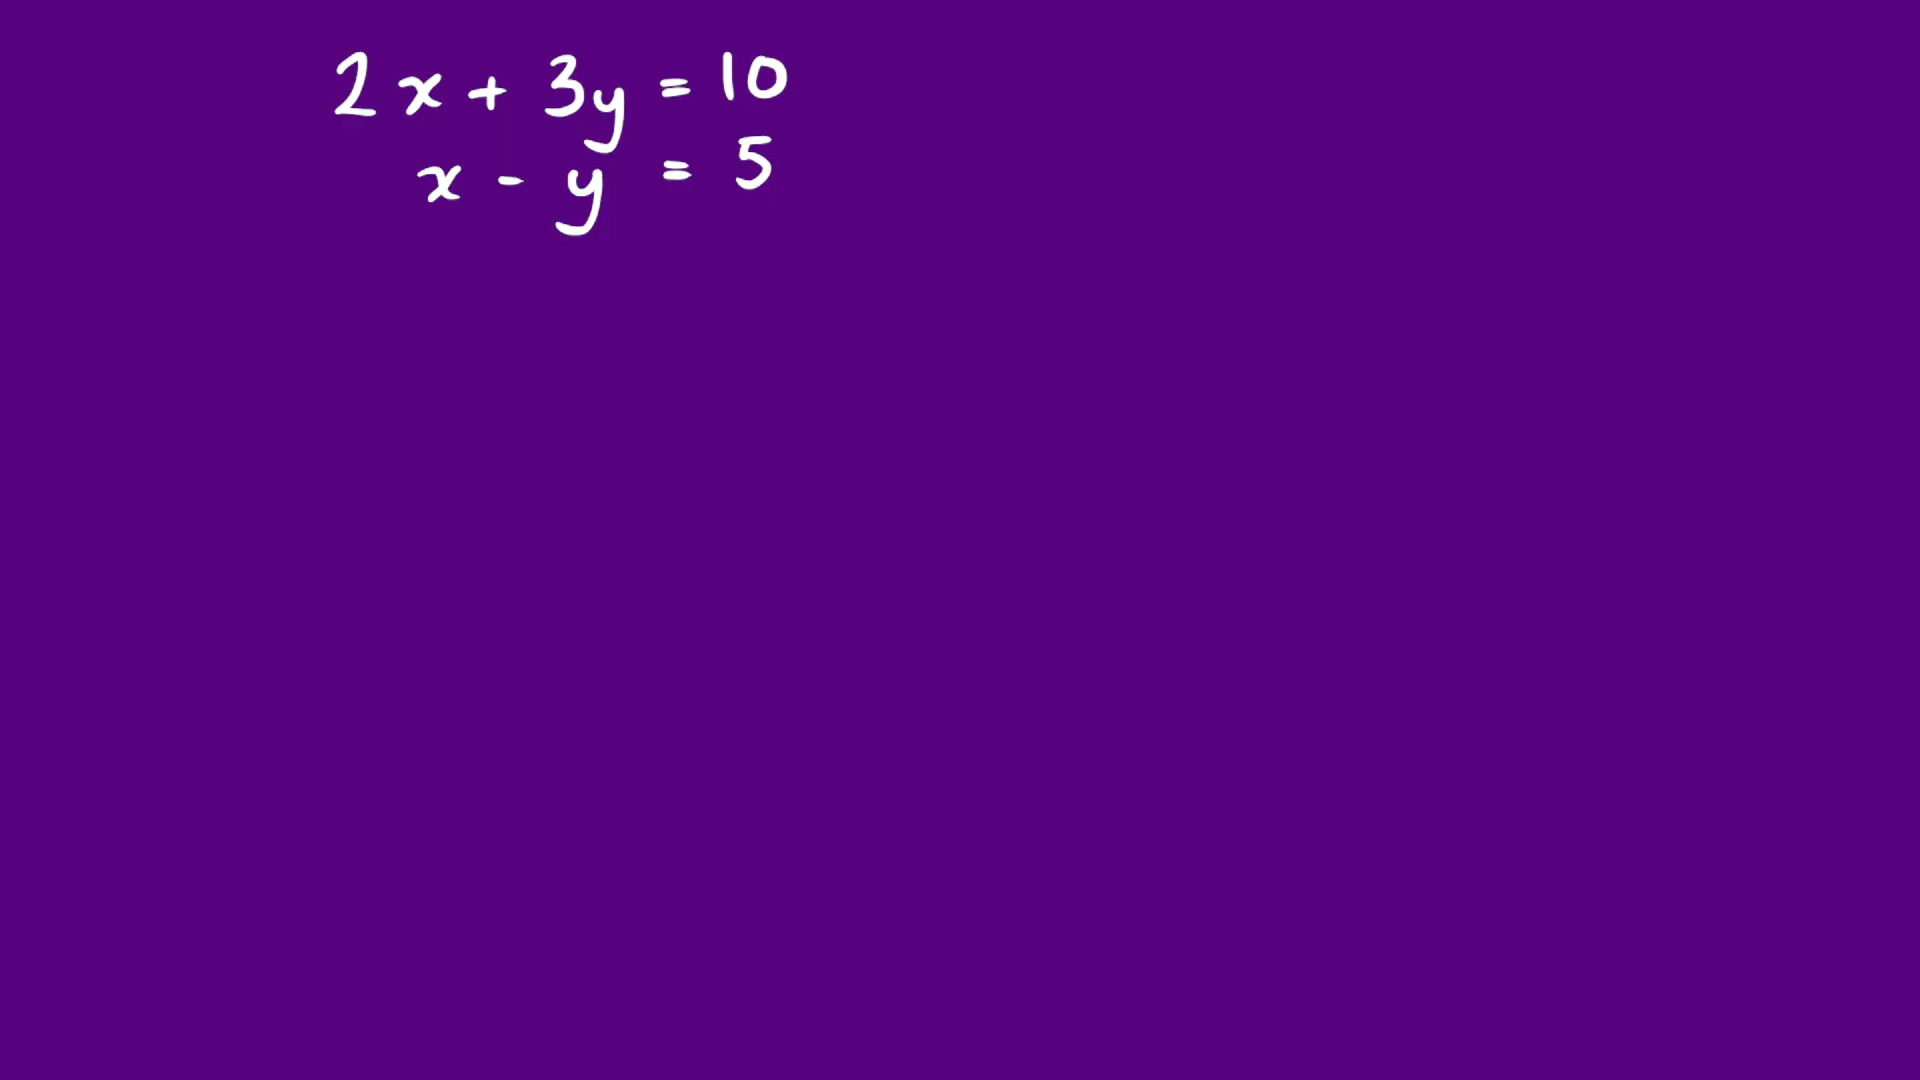 2x + 3y = 10
x - y = 5